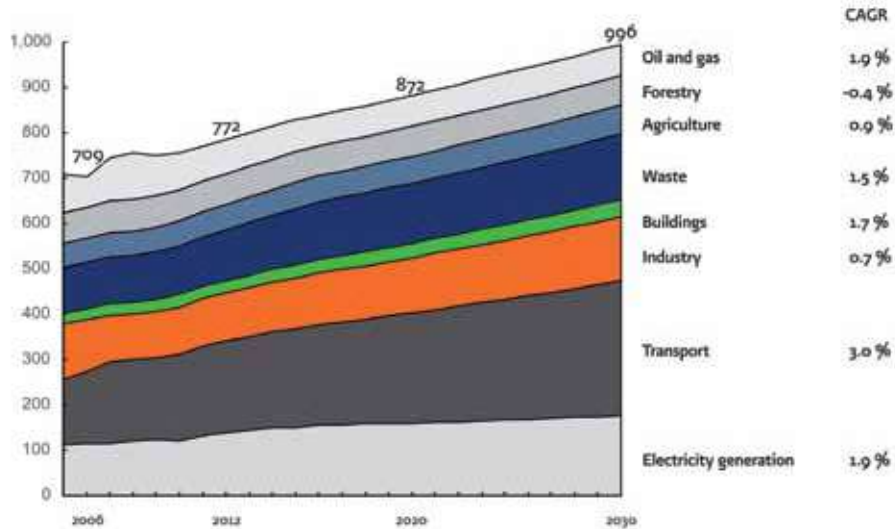 CAGR
1.000
996
Oil and gas 1.9 %
900
872
Forestry -0.4 %
800
772
Agriculture 0.9 %
709
700
Waste 1.5 %
600
Buildings 1.7 %
500
Industry 0.7 %
400
Transport 3.0 %
300
200
100
Electricity generation 1.9 %
0
2006 2012 2020 2030